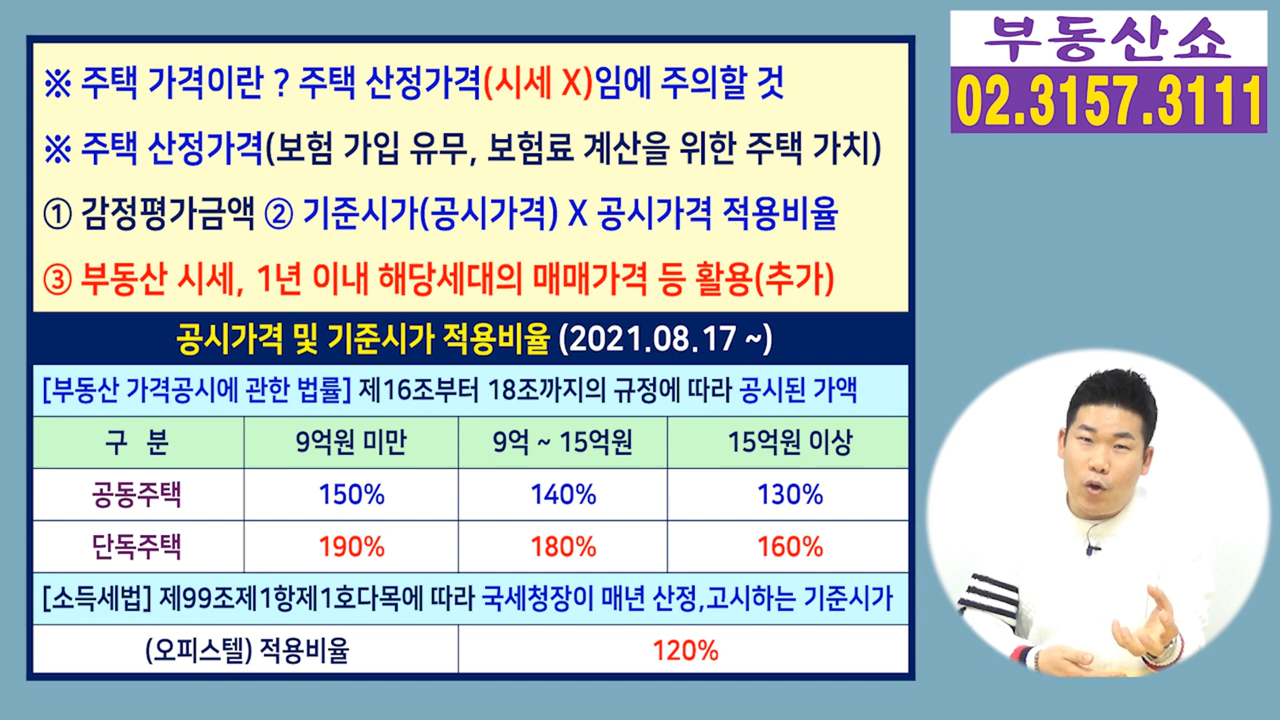 ※ 주택 가격이란 ? 주택 산정가격(시세 X)임에 주의할 것
※ 주택 산정가격(보험 가입 유무, 보험료 계산을 위한 주택 가치)
① 감정평가금액 ② 기준시가(공시가격) X 공시가격 적용비율
③ 부동산 시세, 1년 이내 해당세대의 매매가격 등 활용(추가)
공시가격 및 기준시가 적용비율 (2021.08.17 ~)
[부동산 가격공시에 관한 법률] 제16조부터 18조까지의 규정에 따라 공시된 가액
구 분 9억원 미만 9억 ~ 15억원 15억원 이상
공동주택 150% 140% 130%
단독주택 190% 180% 160%
[소득세법] 제99조제1항제1호다목에 따라 국세청장이 매년 산정,고시하는 기준시가
(오피스텔) 적용비율 120%
부동산쇼
02.3157.3111